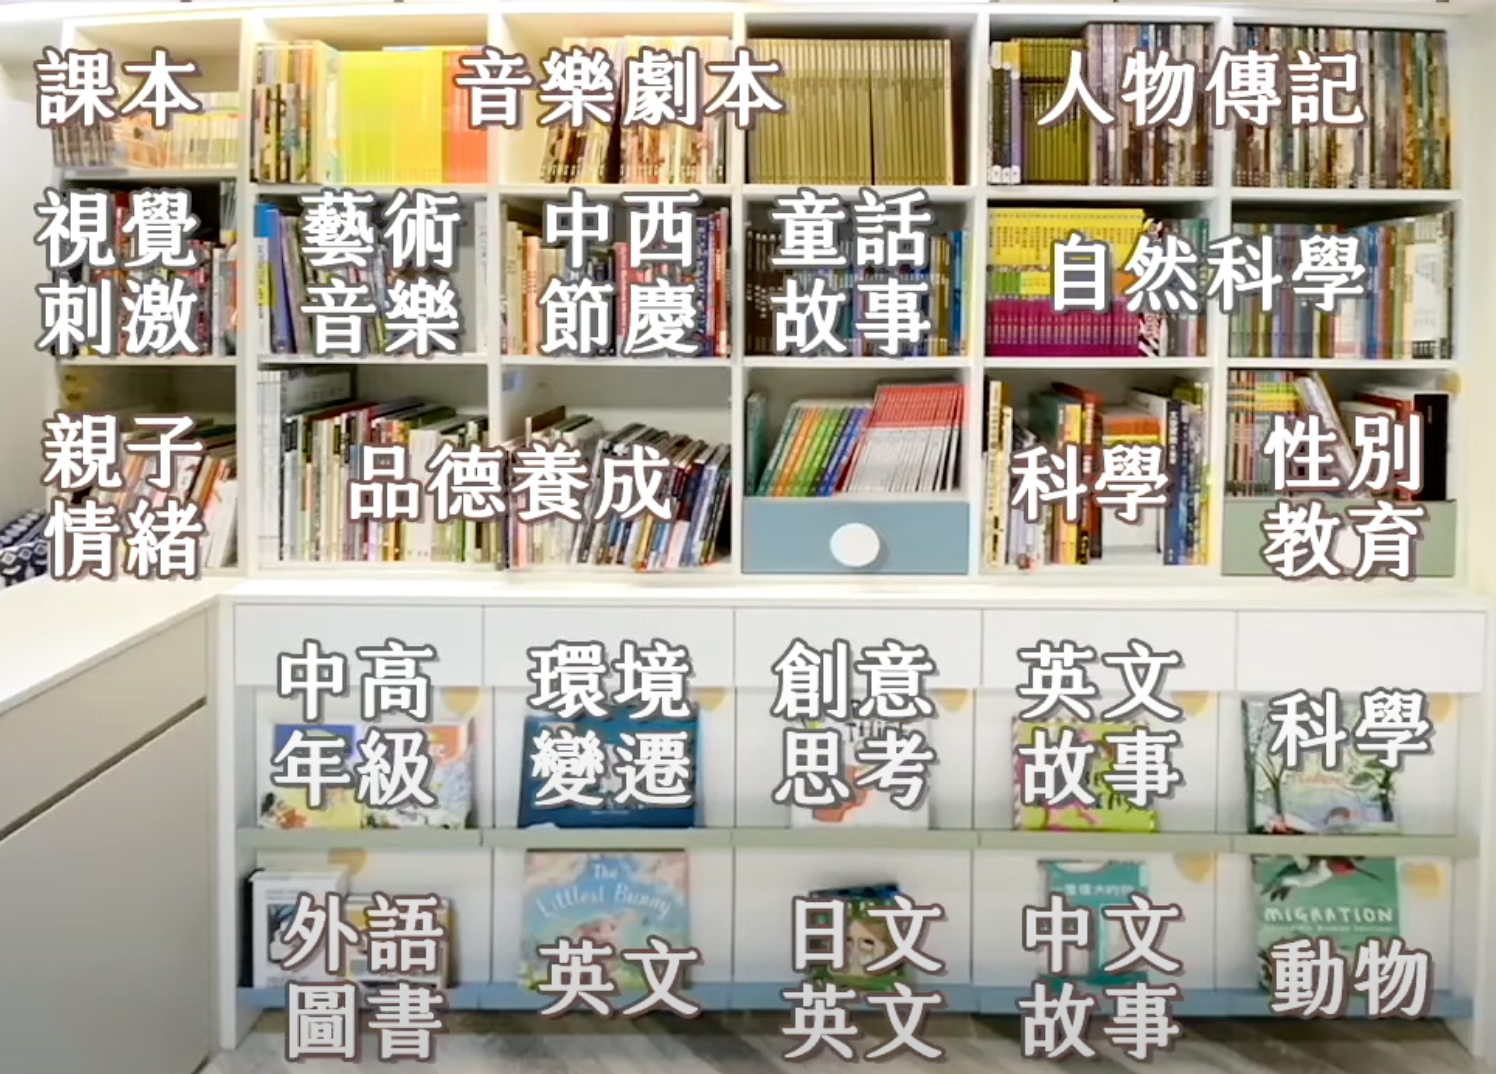 課本
音樂劇本
人物傳記
視覺
刺激
藝術
音樂
中西
節慶
童話
故事
自然科學
親子
情緒
品德養成
科學
性別
教育
中高
年級
環境
變遷
創意
思考
英文
故事
科學
外語
圖書
The
Littlest Bunny
英文
日文
英文
中文
故事
MIGRATION
動物